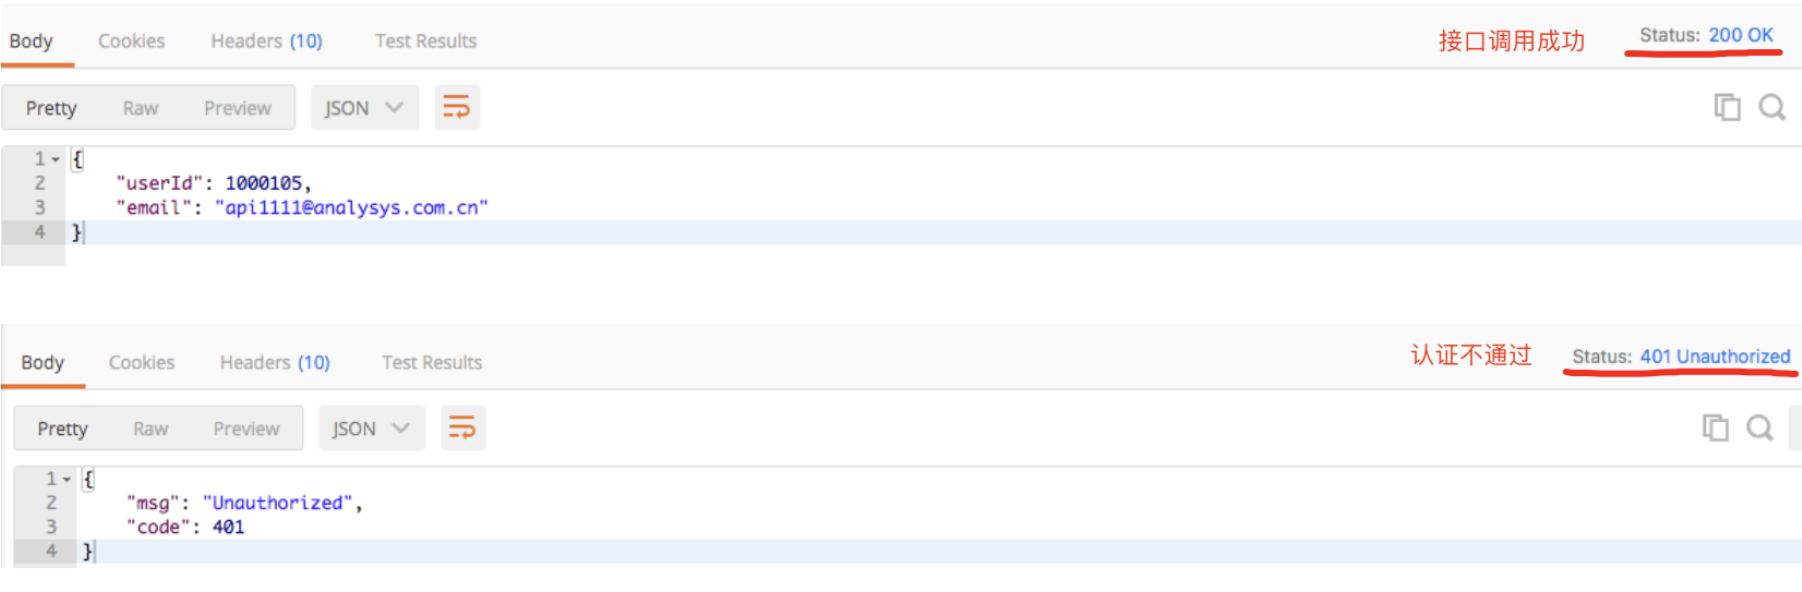 Body Cookies Headers (10) Test Results 接口调用成功 Status: 200 OK
Pretty Raw Preview JSON
1 {
2 "userId": 1000105,
3 "email": "api1111@analysys.com.cn"
4 }
Body Cookies Headers (10) Test Results 认证不通过 Status: 401 Unauthorized
Pretty Raw Preview JSON
1 {
2 "msg": "Unauthorized",
3 "code": 401
4 }